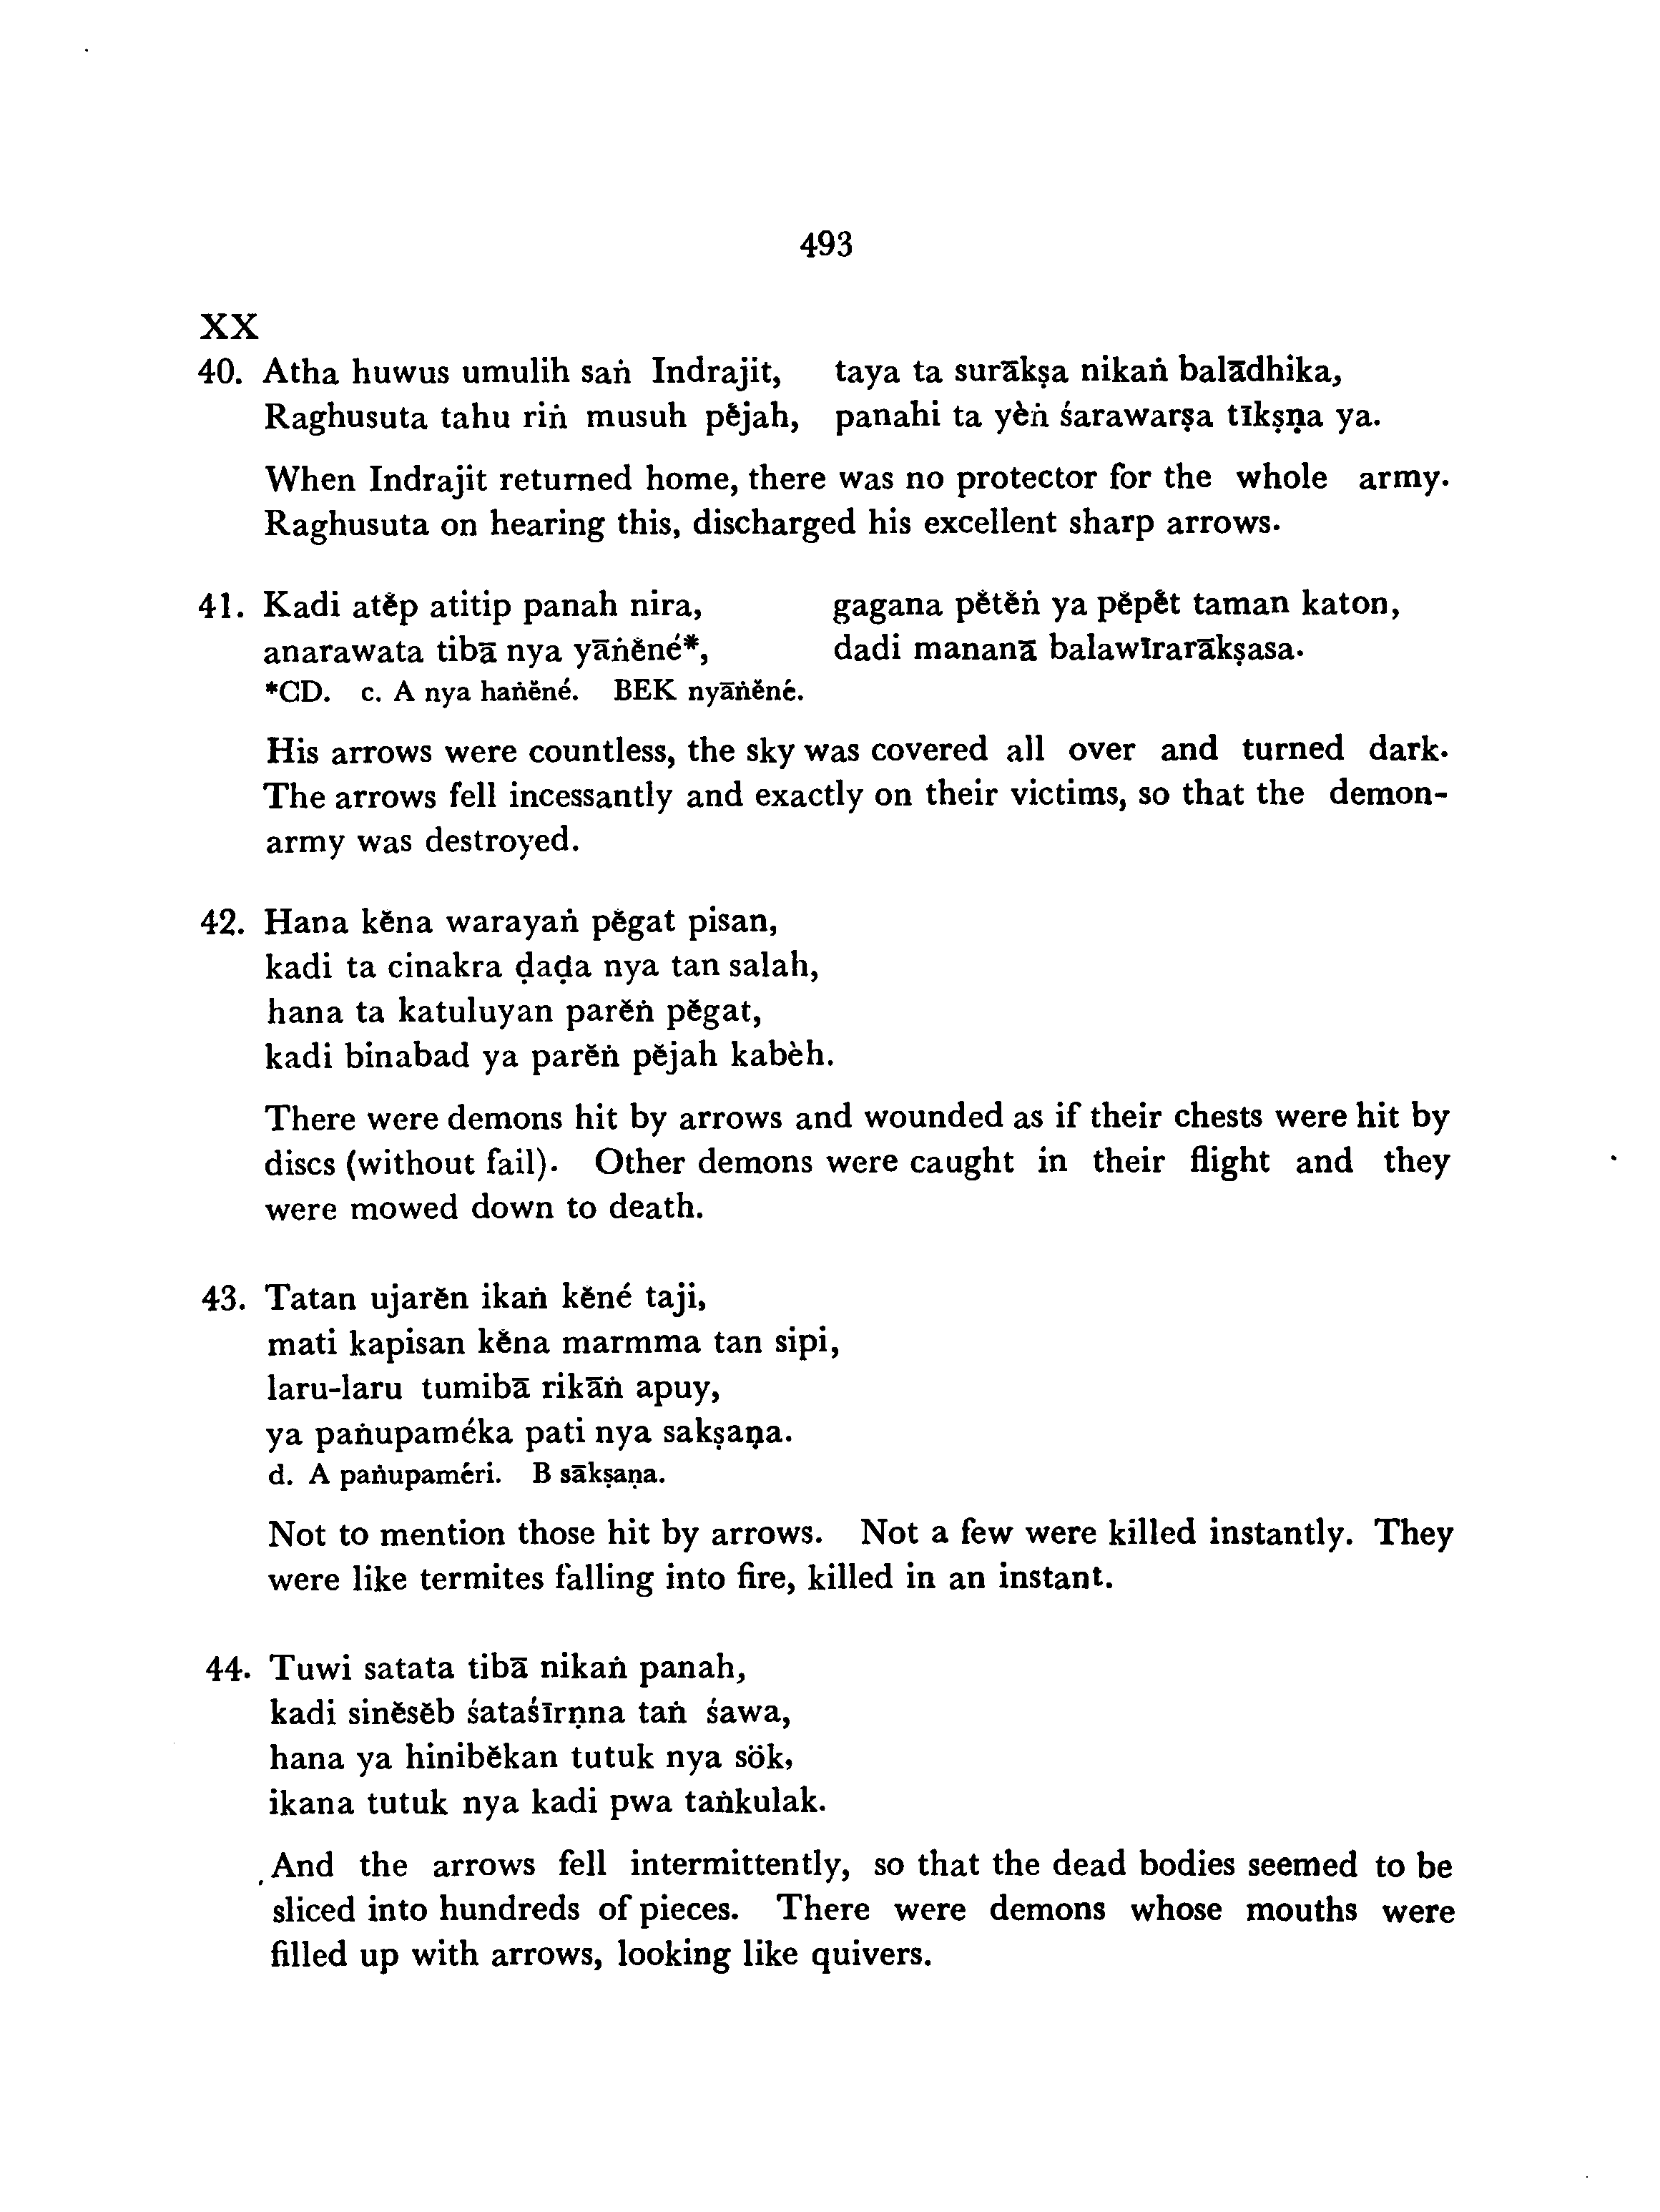 493
XX
40. Atha huwus umulih saṅ Indrajit, taya ta surākṣa nikaṅ balādhika,
Raghusuta tahu riṅ musuh pĕjah, panahi ta yèṅ śarawarṣa tīkṣṇa ya.
When Indrajit returned home, there was no protector for the whole army.
Raghusuta on hearing this, discharged his excellent sharp arrows.
41. Kadi atĕp atitip panah nira, gagana pĕtĕṅ ya pĕpĕt taman katon,
anarawata tibā nya yāṅĕné*, dadi mananā balawīrarākṣasa.
*CD. c. A nya haṅĕné. BEK nyāṅĕné.
His arrows were countless, the sky was covered all over and turned dark.
The arrows fell incessantly and exactly on their victims, so that the demon-
army was destroyed.
42. Hana kĕna warayaṅ pĕgat pisan,
kadi ta cinakra ḍaḍa nya tan salah,
hana ta katuluyan parĕṅ pĕgat,
kadi binabad ya parĕṅ pĕjah kabèh.
There were demons hit by arrows and wounded as if their chests were hit by
discs (without fail). Other demons were caught in their flight and they
were mowed down to death.
43. Tatan ujarĕn ikaṅ kĕné taji,
mati kapisan kĕna marmma tan sipi,
laru-laru tumibā rikāṅ apuy,
ya paṅupaméka pati nya sakṣaṇa.
d. A paṅupaméri. B sākṣaṇa.
Not to mention those hit by arrows. Not a few were killed instantly. They
were like termites falling into fire, killed in an instant.
44. Tuwi satata tibā nikaṅ panah,
kadi sinĕsĕb śataśīrṇna taṅ śawa,
hana ya hinibĕkan tutuk nya sök,
ikana tutuk nya kadi pwa taṅkulak.
And the arrows fell intermittently, so that the dead bodies seemed to be
sliced into hundreds of pieces. There were demons whose mouths were
filled up with arrows, looking like quivers.